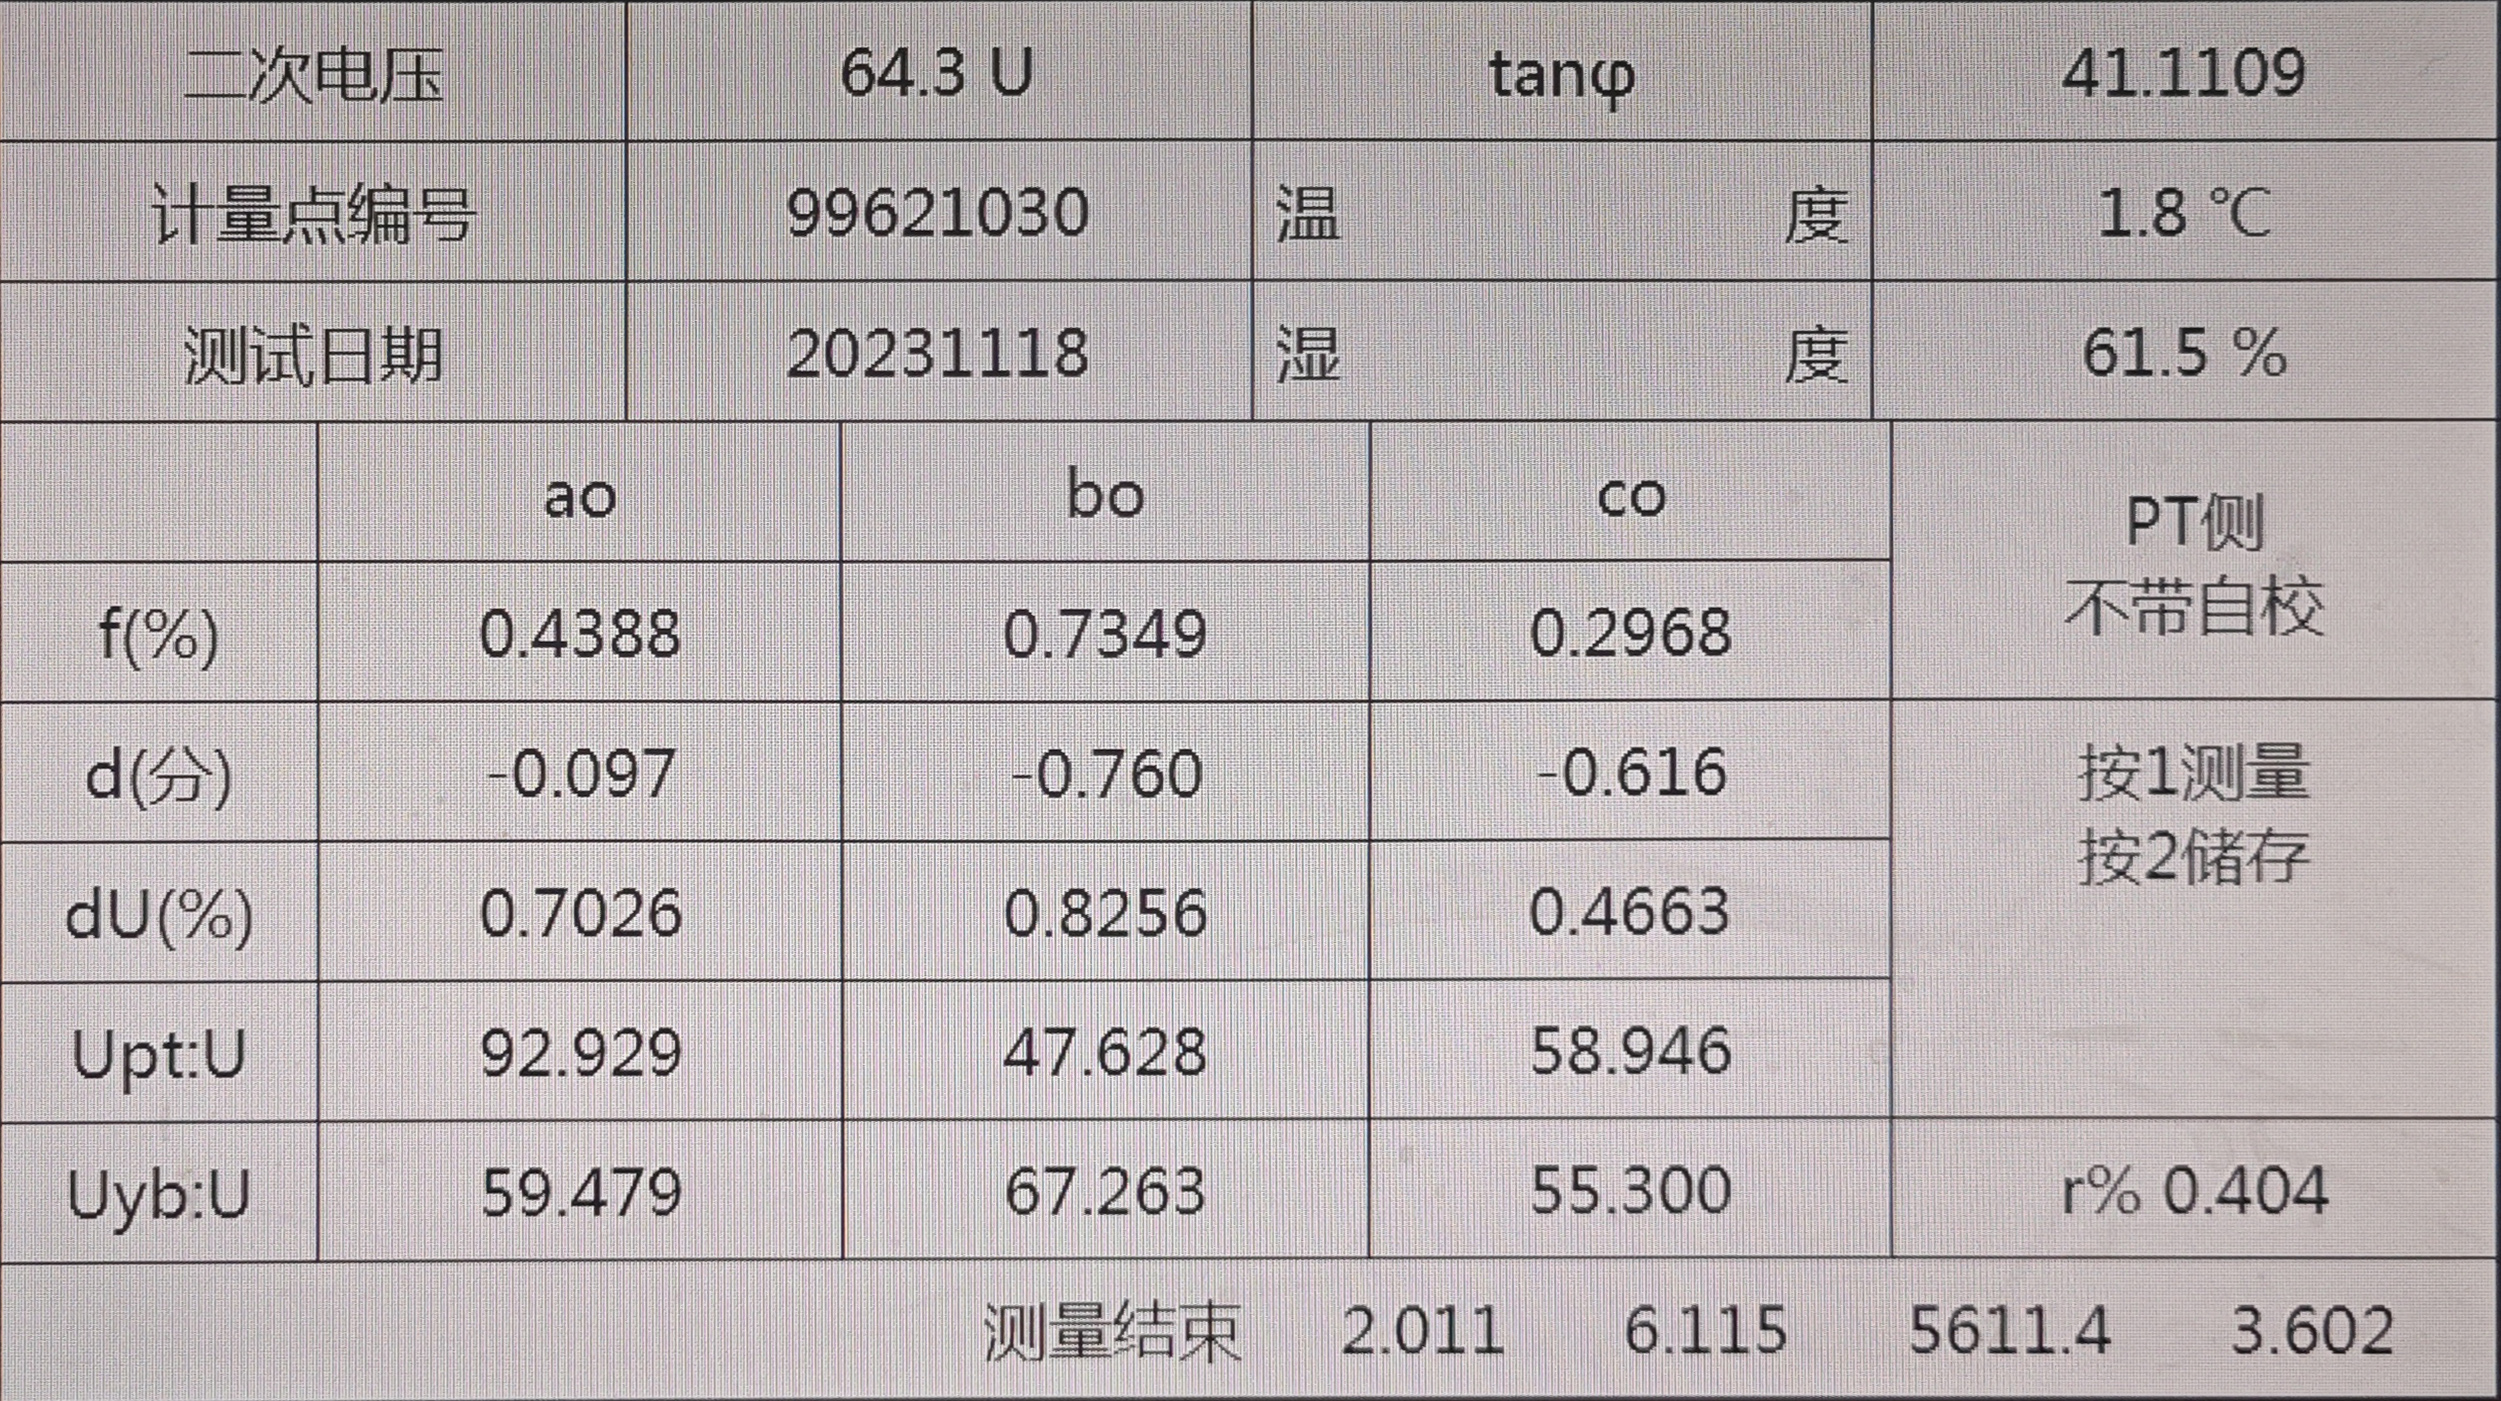 二次电压 64.3 U tanφ 41.1109
计量点编号 99621030 温 度 1.8 ℃
测试日期 20231118 湿 度 61.5 %
ao bo co
PT侧
不带自校
f(%) 0.4388 0.7349 0.2968
d(分) -0.097 -0.760 -0.616
按1测量
按2储存
dU(%) 0.7026 0.8256 0.4663
Upt:U 92.929 47.628 58.946
Uyb:U 59.479 67.263 55.300 r% 0.404
测量结束 2.011 6.115 5611.4 3.602